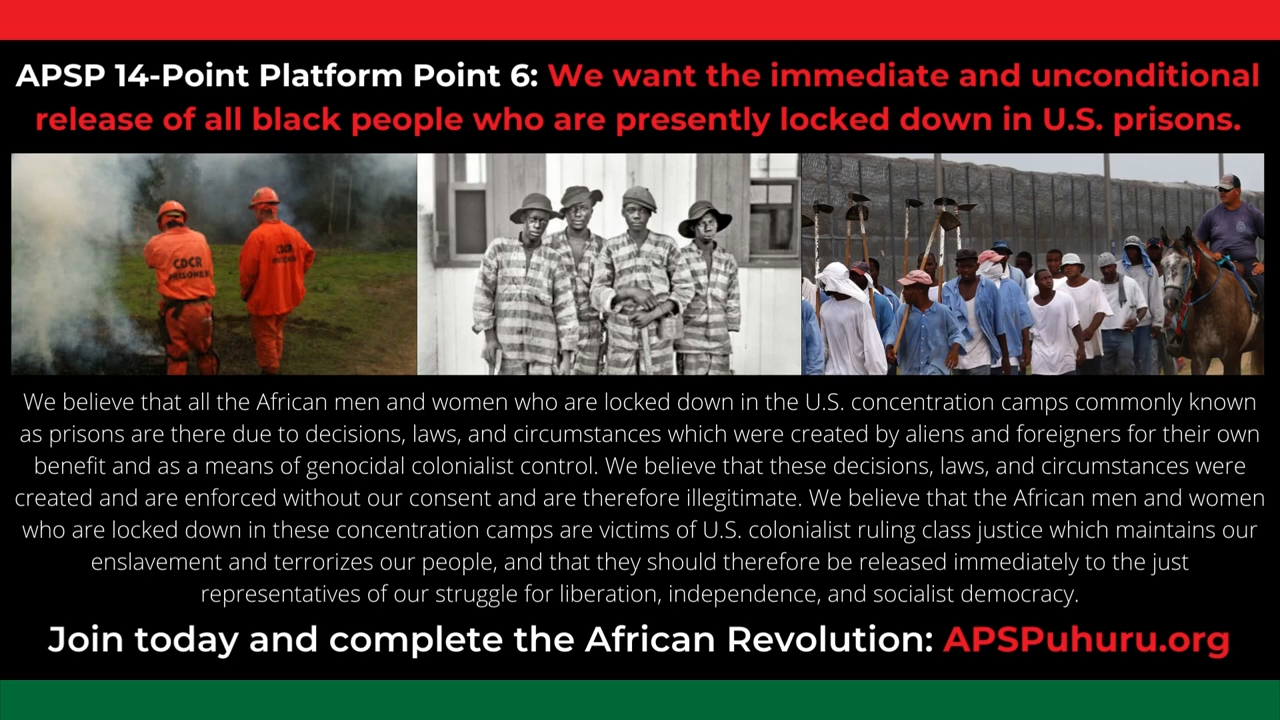 APSP 14-Point Platform Point 6: We want the immediate and unconditional
release of all black people who are presently locked down in U.S. prisons.
CDCR
PRISONER
CDCR
PRISONER
We believe that all the African men and women who are locked down in the U.S. concentration camps commonly known
as prisons are there due to decisions, laws, and circumstances which were created by aliens and foreigners for their own
benefit and as a means of genocidal colonialist control. We believe that these decisions, laws, and circumstances were
created and are enforced without our consent and are therefore illegitimate. We believe that the African men and women
who are locked down in these concentration camps are victims of U.S. colonialist ruling class justice which maintains our
enslavement and terrorizes our people, and that they should therefore be released immediately to the just
representatives of our struggle for liberation, independence, and socialist democracy.
Join today and complete the African Revolution: APSPuhuru.org